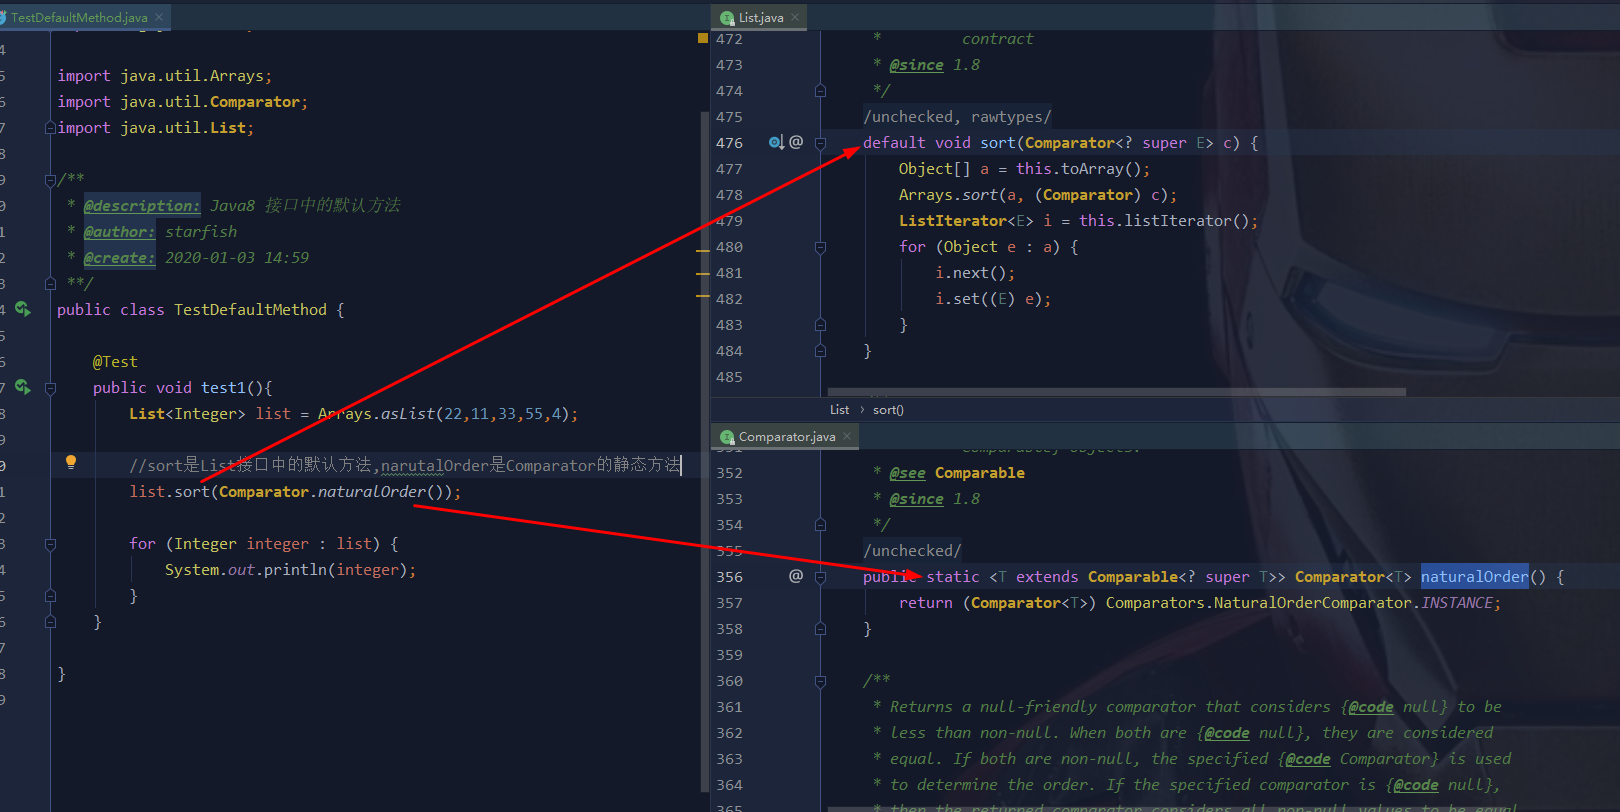 TestDefaultMethod.java
4
5 import java.util.Arrays;
6 import java.util.Comparator;
7 import java.util.List;
8
9 /**
0 * @description: Java8 接口中的默认方法
1 * @author: starfish
2 * @create: 2020-01-03 14:59
3 **/
4 public class TestDefaultMethod {
5
6 @Test
7 public void test1(){
8 List<Integer> list = Arrays.asList(22,11,33,55,4);
9
0 //sort是List接口中的默认方法,narutalOrder是Comparator的静态方法
1 list.sort(Comparator.naturalOrder());
2
3 for (Integer integer : list) {
4 System.out.println(integer);
5 }
6 }
7
8 }
9
List.java
472 * contract
473 * @since 1.8
474 */
475 /unchecked, rawtypes/
476 @ default void sort(Comparator<? super E> c) {
477 Object[] a = this.toArray();
478 Arrays.sort(a, (Comparator) c);
479 ListIterator<E> i = this.listIterator();
480 for (Object e : a) {
481 i.next();
482 i.set((E) e);
483 }
484 }
485
List › sort()
Comparator.java
352 * @see Comparable
353 * @since 1.8
354 */
355 /unchecked/
356 @ public static <T extends Comparable<? super T>> Comparator<T> naturalOrder() {
357 return (Comparator<T>) Comparators.NaturalOrderComparator.INSTANCE;
358 }
359
360 /**
361 * Returns a null-friendly comparator that considers {@code null} to be
362 * less than non-null. When both are {@code null}, they are considered
363 * equal. If both are non-null, the specified {@code Comparator} is used
364 * to determine the order. If the specified comparator is {@code null},
365 * then the returned comparator considers all non-null values to be equal